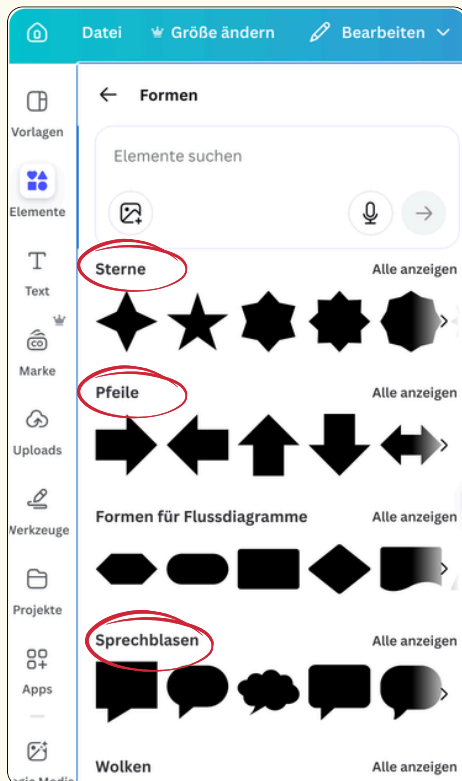 Datei Größe ändern Bearbeiten
Formen
Vorlagen
Elemente suchen
Elemente
Sterne Alle anzeigen
Text
Marke
CO
Pfeile Alle anzeigen
Uploads
Formen für Flussdiagramme Alle anzeigen
Werkzeuge
Projekte
Sprechblasen Alle anzeigen
Apps
Wolken Alle anzeigen